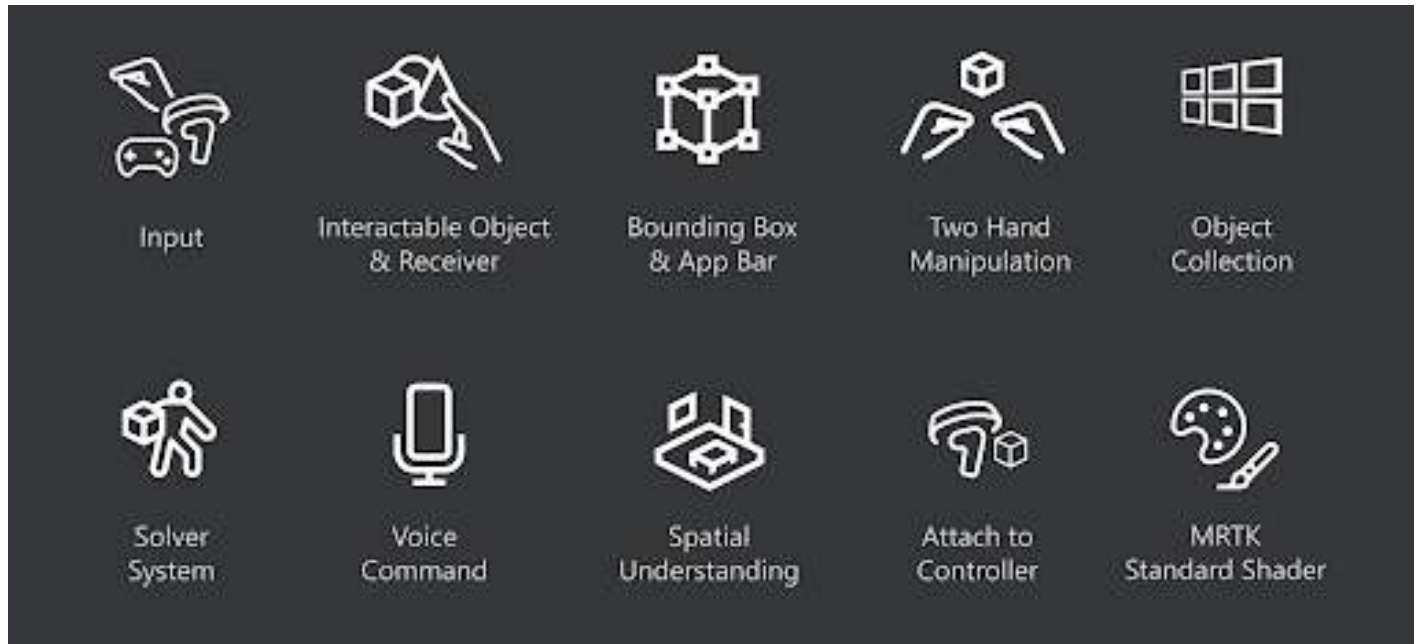 Input
Interactable Object
& Receiver
Bounding Box
& App Bar
Two Hand
Manipulation
Object
Collection
Solver
System
Voice
Command
Spatial
Understanding
Attach to
Controller
MRTK
Standard Shader